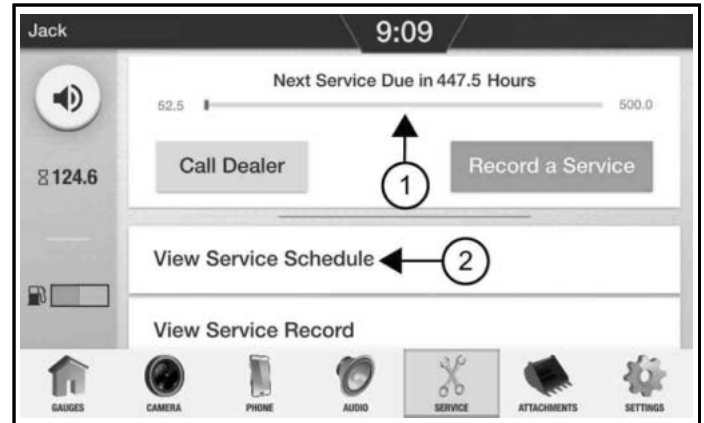 Jack
9:09
Next Service Due in 447.5 Hours
52.5
500.0
Call Dealer
Record a Service
1
124.6
View Service Schedule
2
View Service Record
GAUGES
CAMERA
PHONE
AUDIO
SERVICE
ATTACHMENTS
SETTINGS